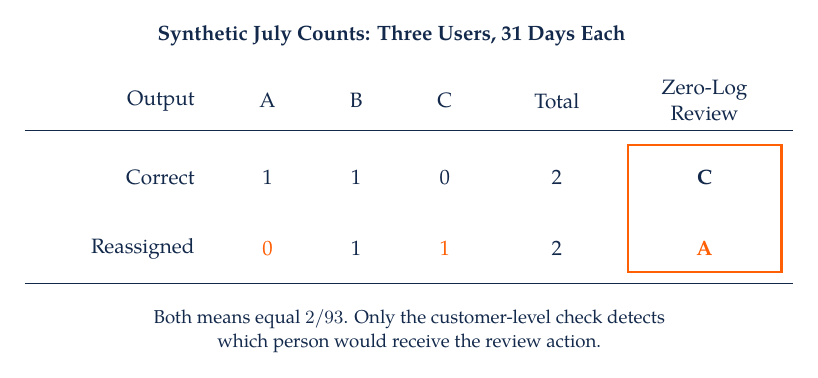 Synthetic July Counts: Three Users, 31 Days Each
Output A B C Total Zero-Log Review
Correct 1 1 0 2 C
Reassigned 0 1 1 2 A
Both means equal 2/93. Only the customer-level check detects
which person would receive the review action.